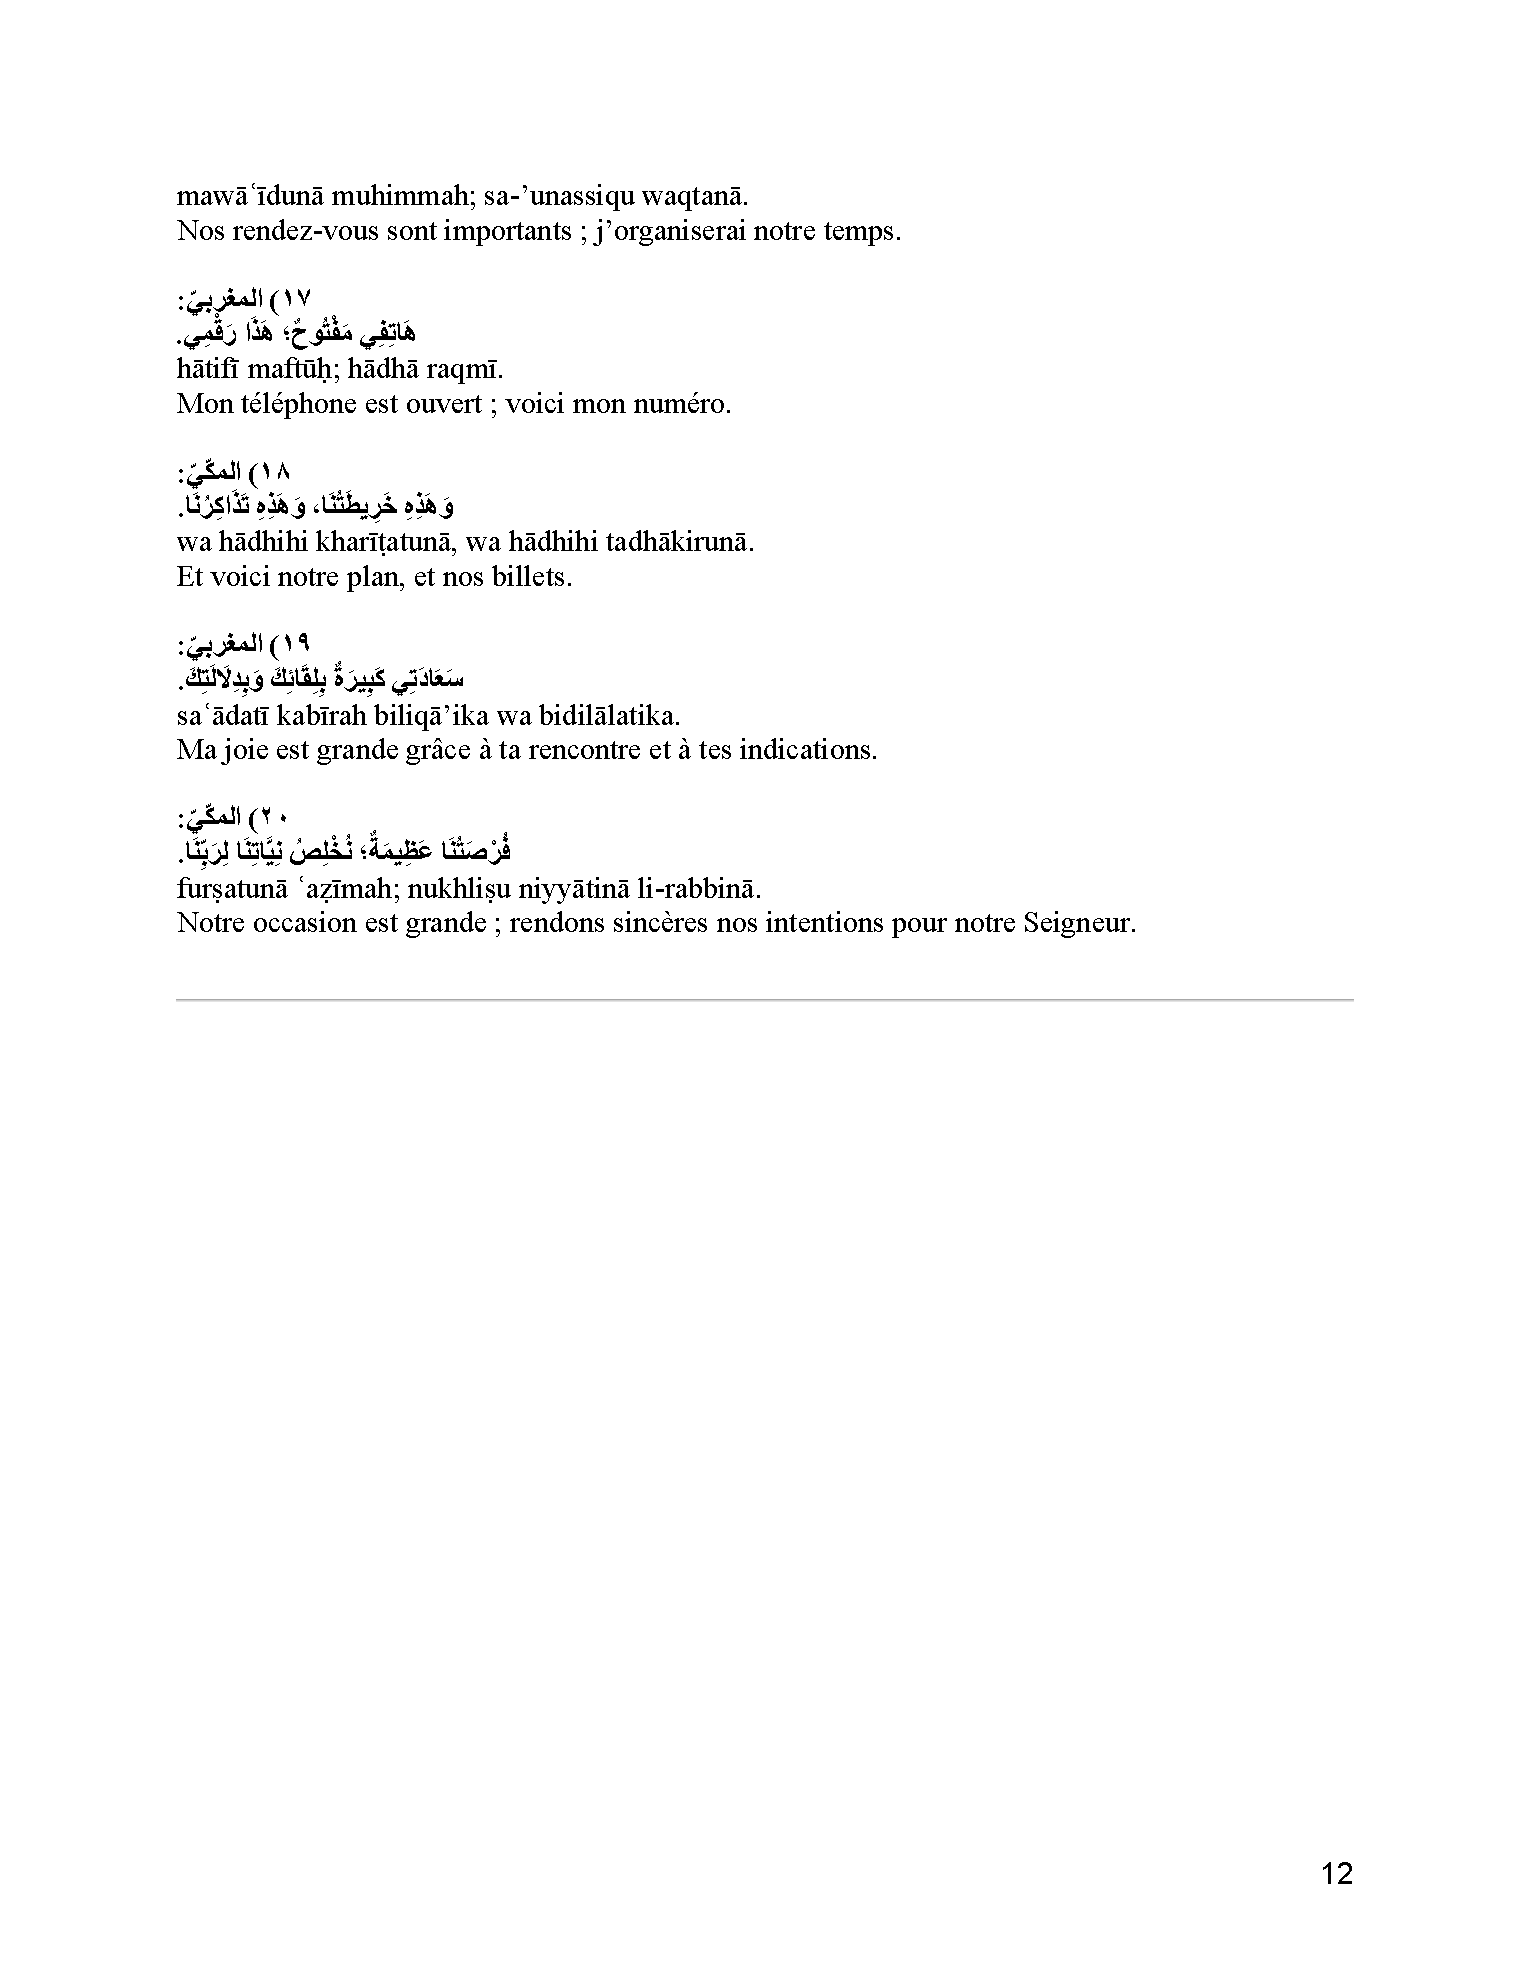 mawāʿīdunā muhimmah; sa-’unassiqu waqtanā.
Nos rendez-vous sont importants ; j’organiserai notre temps.
١٧) المغربيّ:
هَاتِفِي مَفْتُوحٌ؛ هَذَا رَقْمِي.
hātifī maftūḥ; hādhā raqmī.
Mon téléphone est ouvert ; voici mon numéro.
١٨) المكّيّ:
وَهَذِهِ خَرِيطَتُنَا، وَهَذِهِ تَذَاكِرُنَا.
wa hādhihi kharīṭatunā, wa hādhihi tadhākirunā.
Et voici notre plan, et nos billets.
١٩) المغربيّ:
سَعَادَتِي كَبِيرَةٌ بِلِقَائِكَ وَبِدِلَالَتِكَ.
saʿādatī kabīrah biliqā’ika wa bidilālatika.
Ma joie est grande grâce à ta rencontre et à tes indications.
٢٠) المكّيّ:
فُرْصَتُنَا عَظِيمَةٌ؛ نُخْلِصُ نِيَّاتِنَا لِرَبِّنَا.
furṣatunā ʿaẓīmah; nukhliṣu niyyātinā li-rabbinā.
Notre occasion est grande ; rendons sincères nos intentions pour notre Seigneur.
12